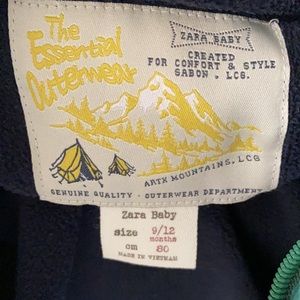 The
Essential
Outerwear
ZARA BABY
CREATED
FOR CONFORT & STYLE
SABON . LCG.
ARTX MOUNTAINS, LCG
GENUINE QUALITY - OUTERWEAR DEPARTMENT
Zara Baby
size 9/12
months
cm 80
MADE IN VIETNAM